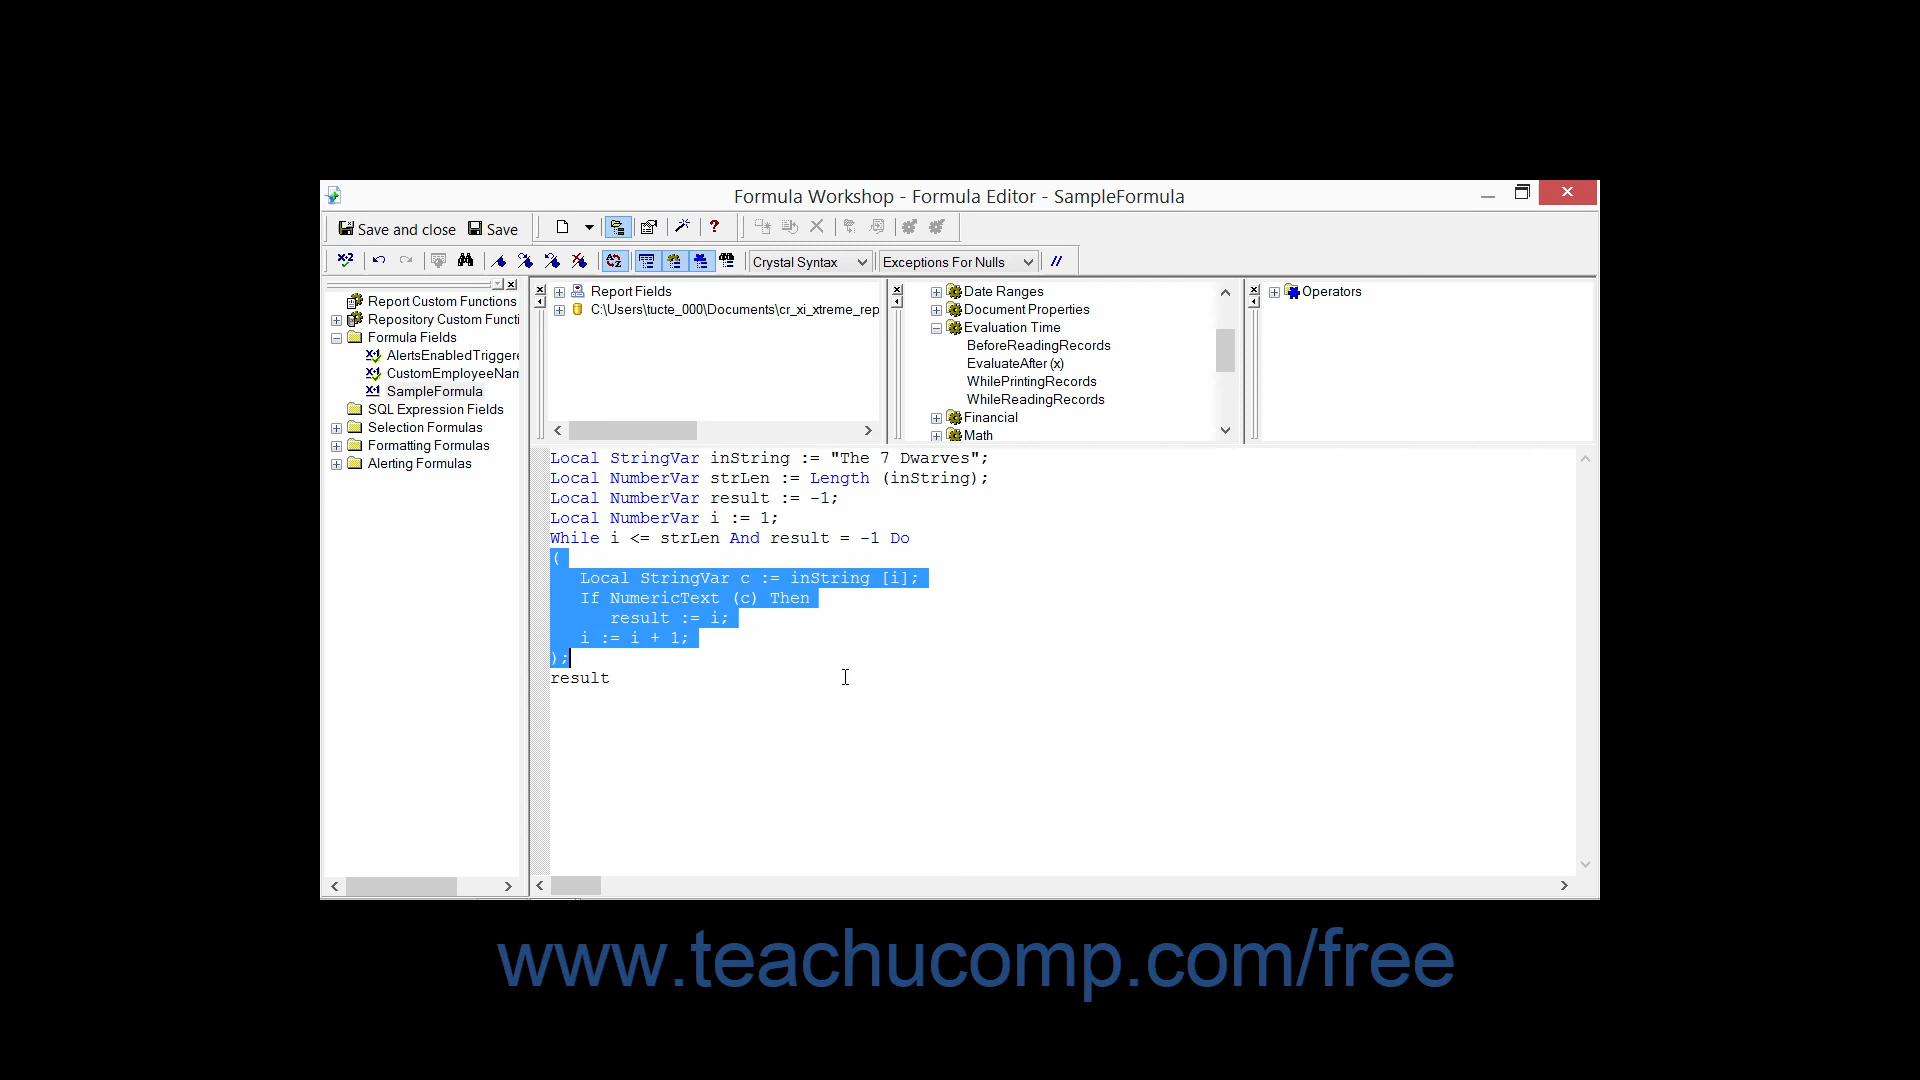 Formula Workshop - Formula Editor - SampleFormula
Save and close Save
Crystal Syntax Exceptions For Nulls //
Report Custom Functions
Repository Custom Functi
Formula Fields
AlertsEnabledTriggere
CustomEmployeeNam
SampleFormula
SQL Expression Fields
Selection Formulas
Formatting Formulas
Alerting Formulas
Report Fields
C:\Users\tucte_000\Documents\cr_xi_xtreme_rep
Date Ranges
Document Properties
Evaluation Time
BeforeReadingRecords
EvaluateAfter (x)
WhilePrintingRecords
WhileReadingRecords
Financial
Math
Operators
Local StringVar inString := "The 7 Dwarves";
Local NumberVar strLen := Length (inString);
Local NumberVar result := -1;
Local NumberVar i := 1;
While i <= strLen And result = -1 Do
(
Local StringVar c := inString [i];
If NumericText (c) Then
result := i;
i := i + 1;
);
result
www.teachucomp.com/free